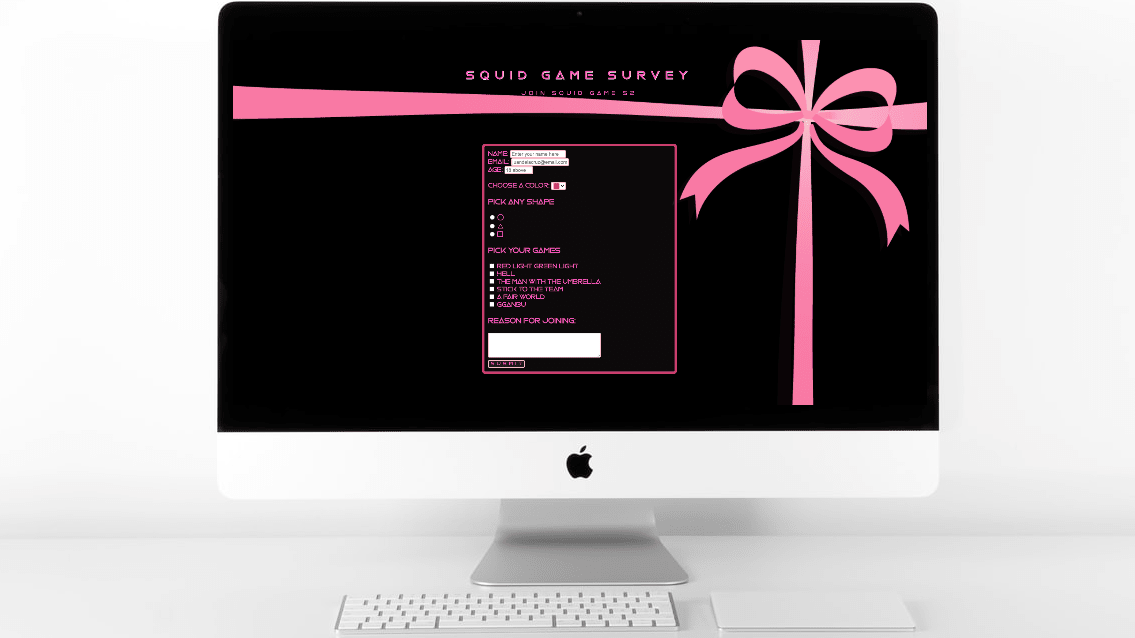 SQUID GAME SURVEY
JOIN SQUID GAME S2
NAME: Enter your name here
EMAIL: juandelacruz@email.com
AGE: 18 above
CHOOSE A COLOR:
PICK ANY SHAPE
PICK YOUR GAMES
RED LIGHT GREEN LIGHT
HELL
THE MAN WITH THE UMBRELLA
STICK TO THE TEAM
A FAIR WORLD
GGANBU
REASON FOR JOINING:
SUBMIT